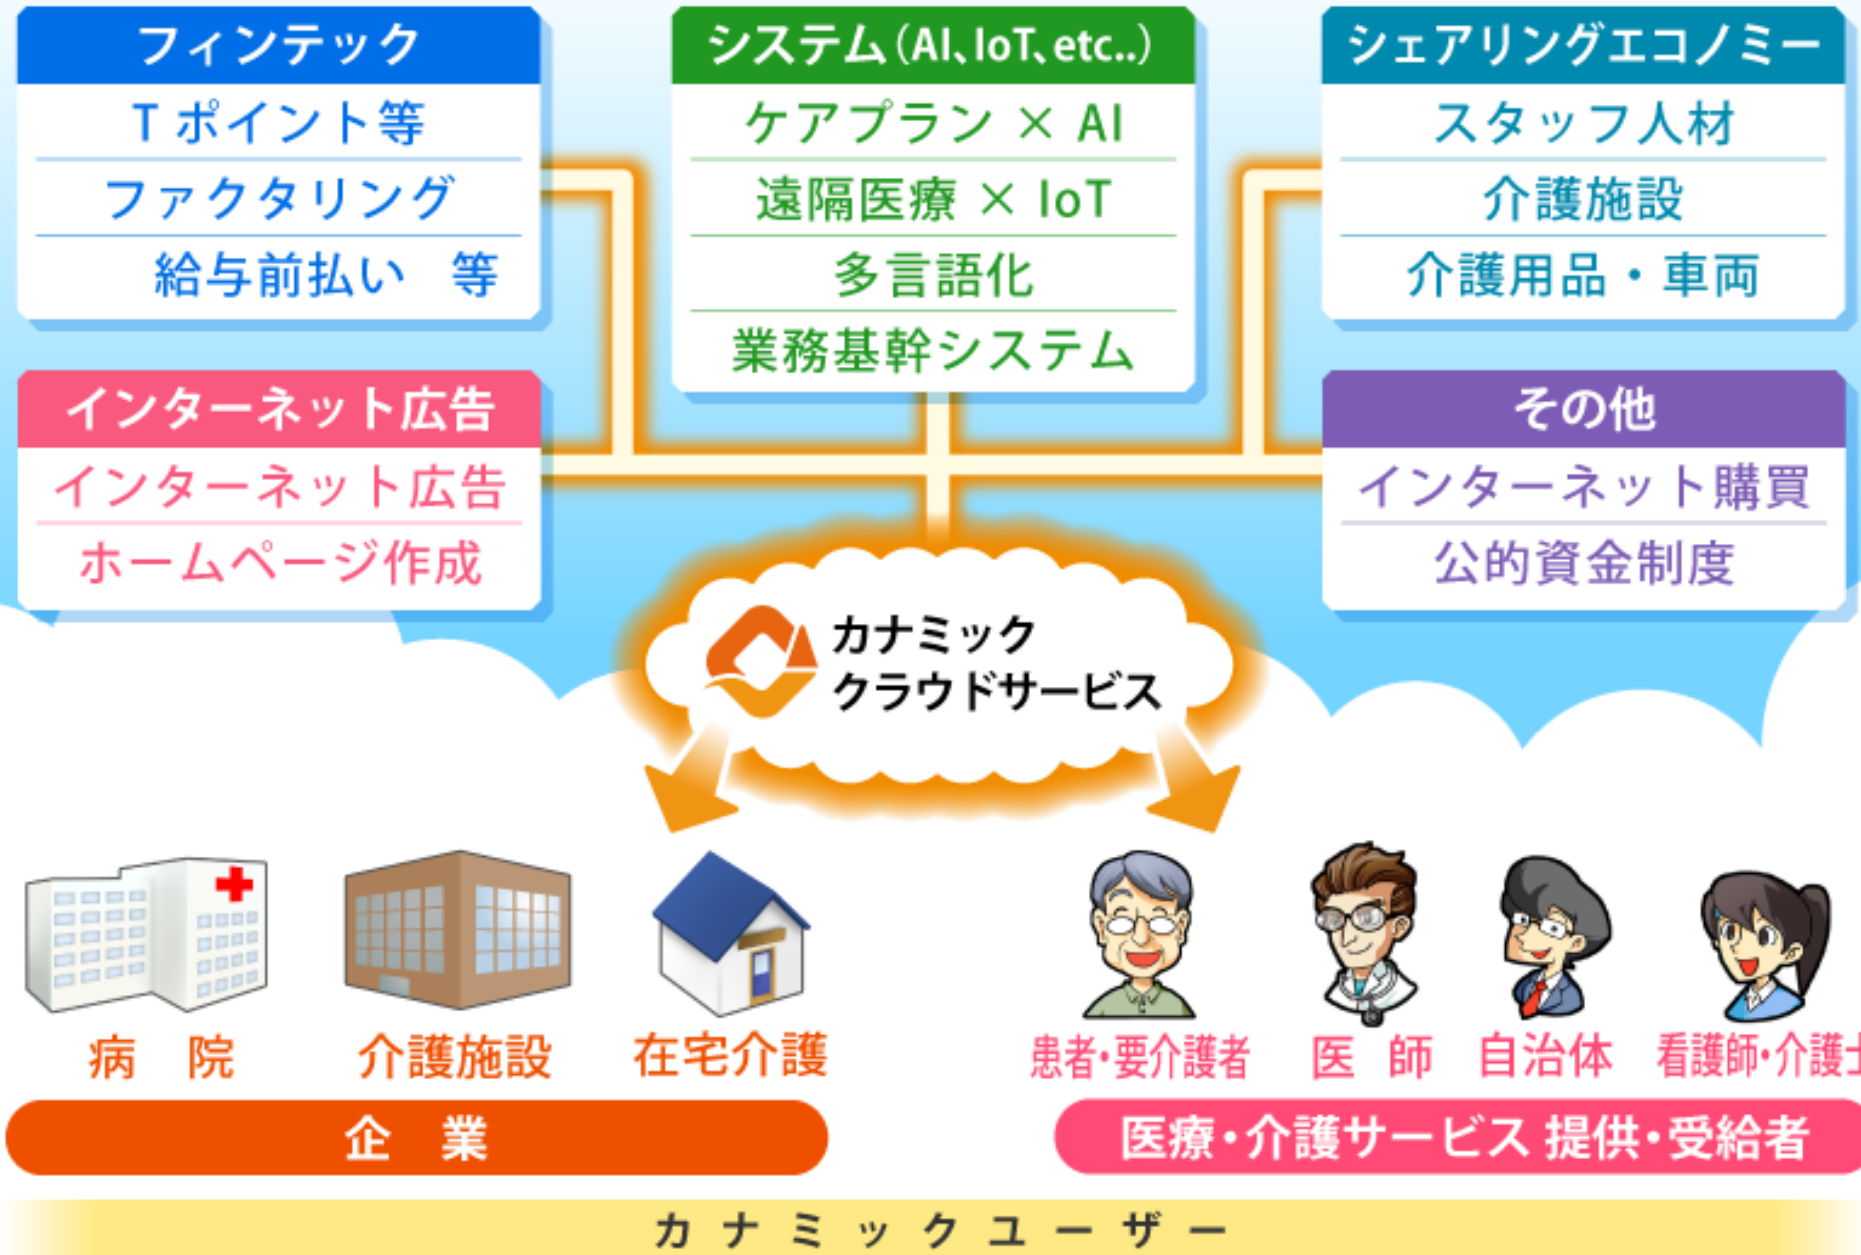 フィンテック
Tポイント等
ファクタリング
給与前払い 等
システム(AI、IoT、etc..)
ケアプラン × AI
遠隔医療 × IoT
多言語化
業務基幹システム
シェアリングエコノミー
スタッフ人材
介護施設
介護用品・車両
インターネット広告
インターネット広告
ホームページ作成
その他
インターネット購買
公的資金制度
カナミック
クラウドサービス
病 院
介護施設
在宅介護
患者・要介護者
医 師
自治体
看護師・介護士
企 業
医療・介護サービス 提供・受給者
カナミックユーザー